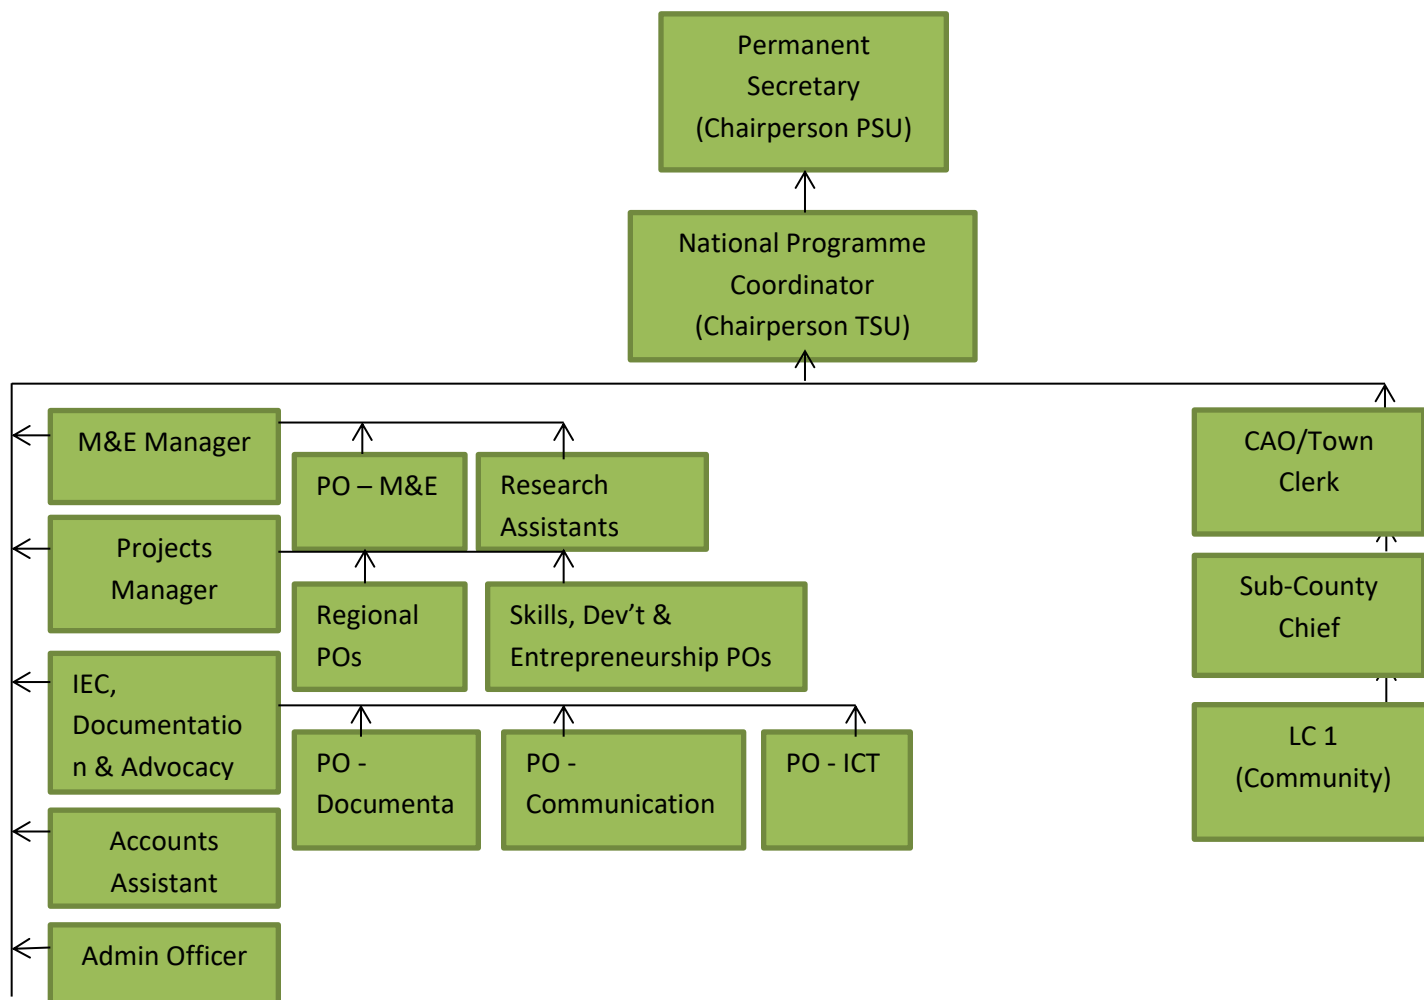 Permanent
Secretary
(Chairperson PSU)
National Programme
Coordinator
(Chairperson TSU)
M&E Manager
PO – M&E
Research
Assistants
CAO/Town
Clerk
Projects
Manager
Regional
POs
Skills, Dev’t &
Entrepreneurship POs
Sub-County
Chief
IEC,
Documentatio
n & Advocacy
PO -
Documenta
PO -
Communication
PO - ICT
LC 1
(Community)
Accounts
Assistant
Admin Officer